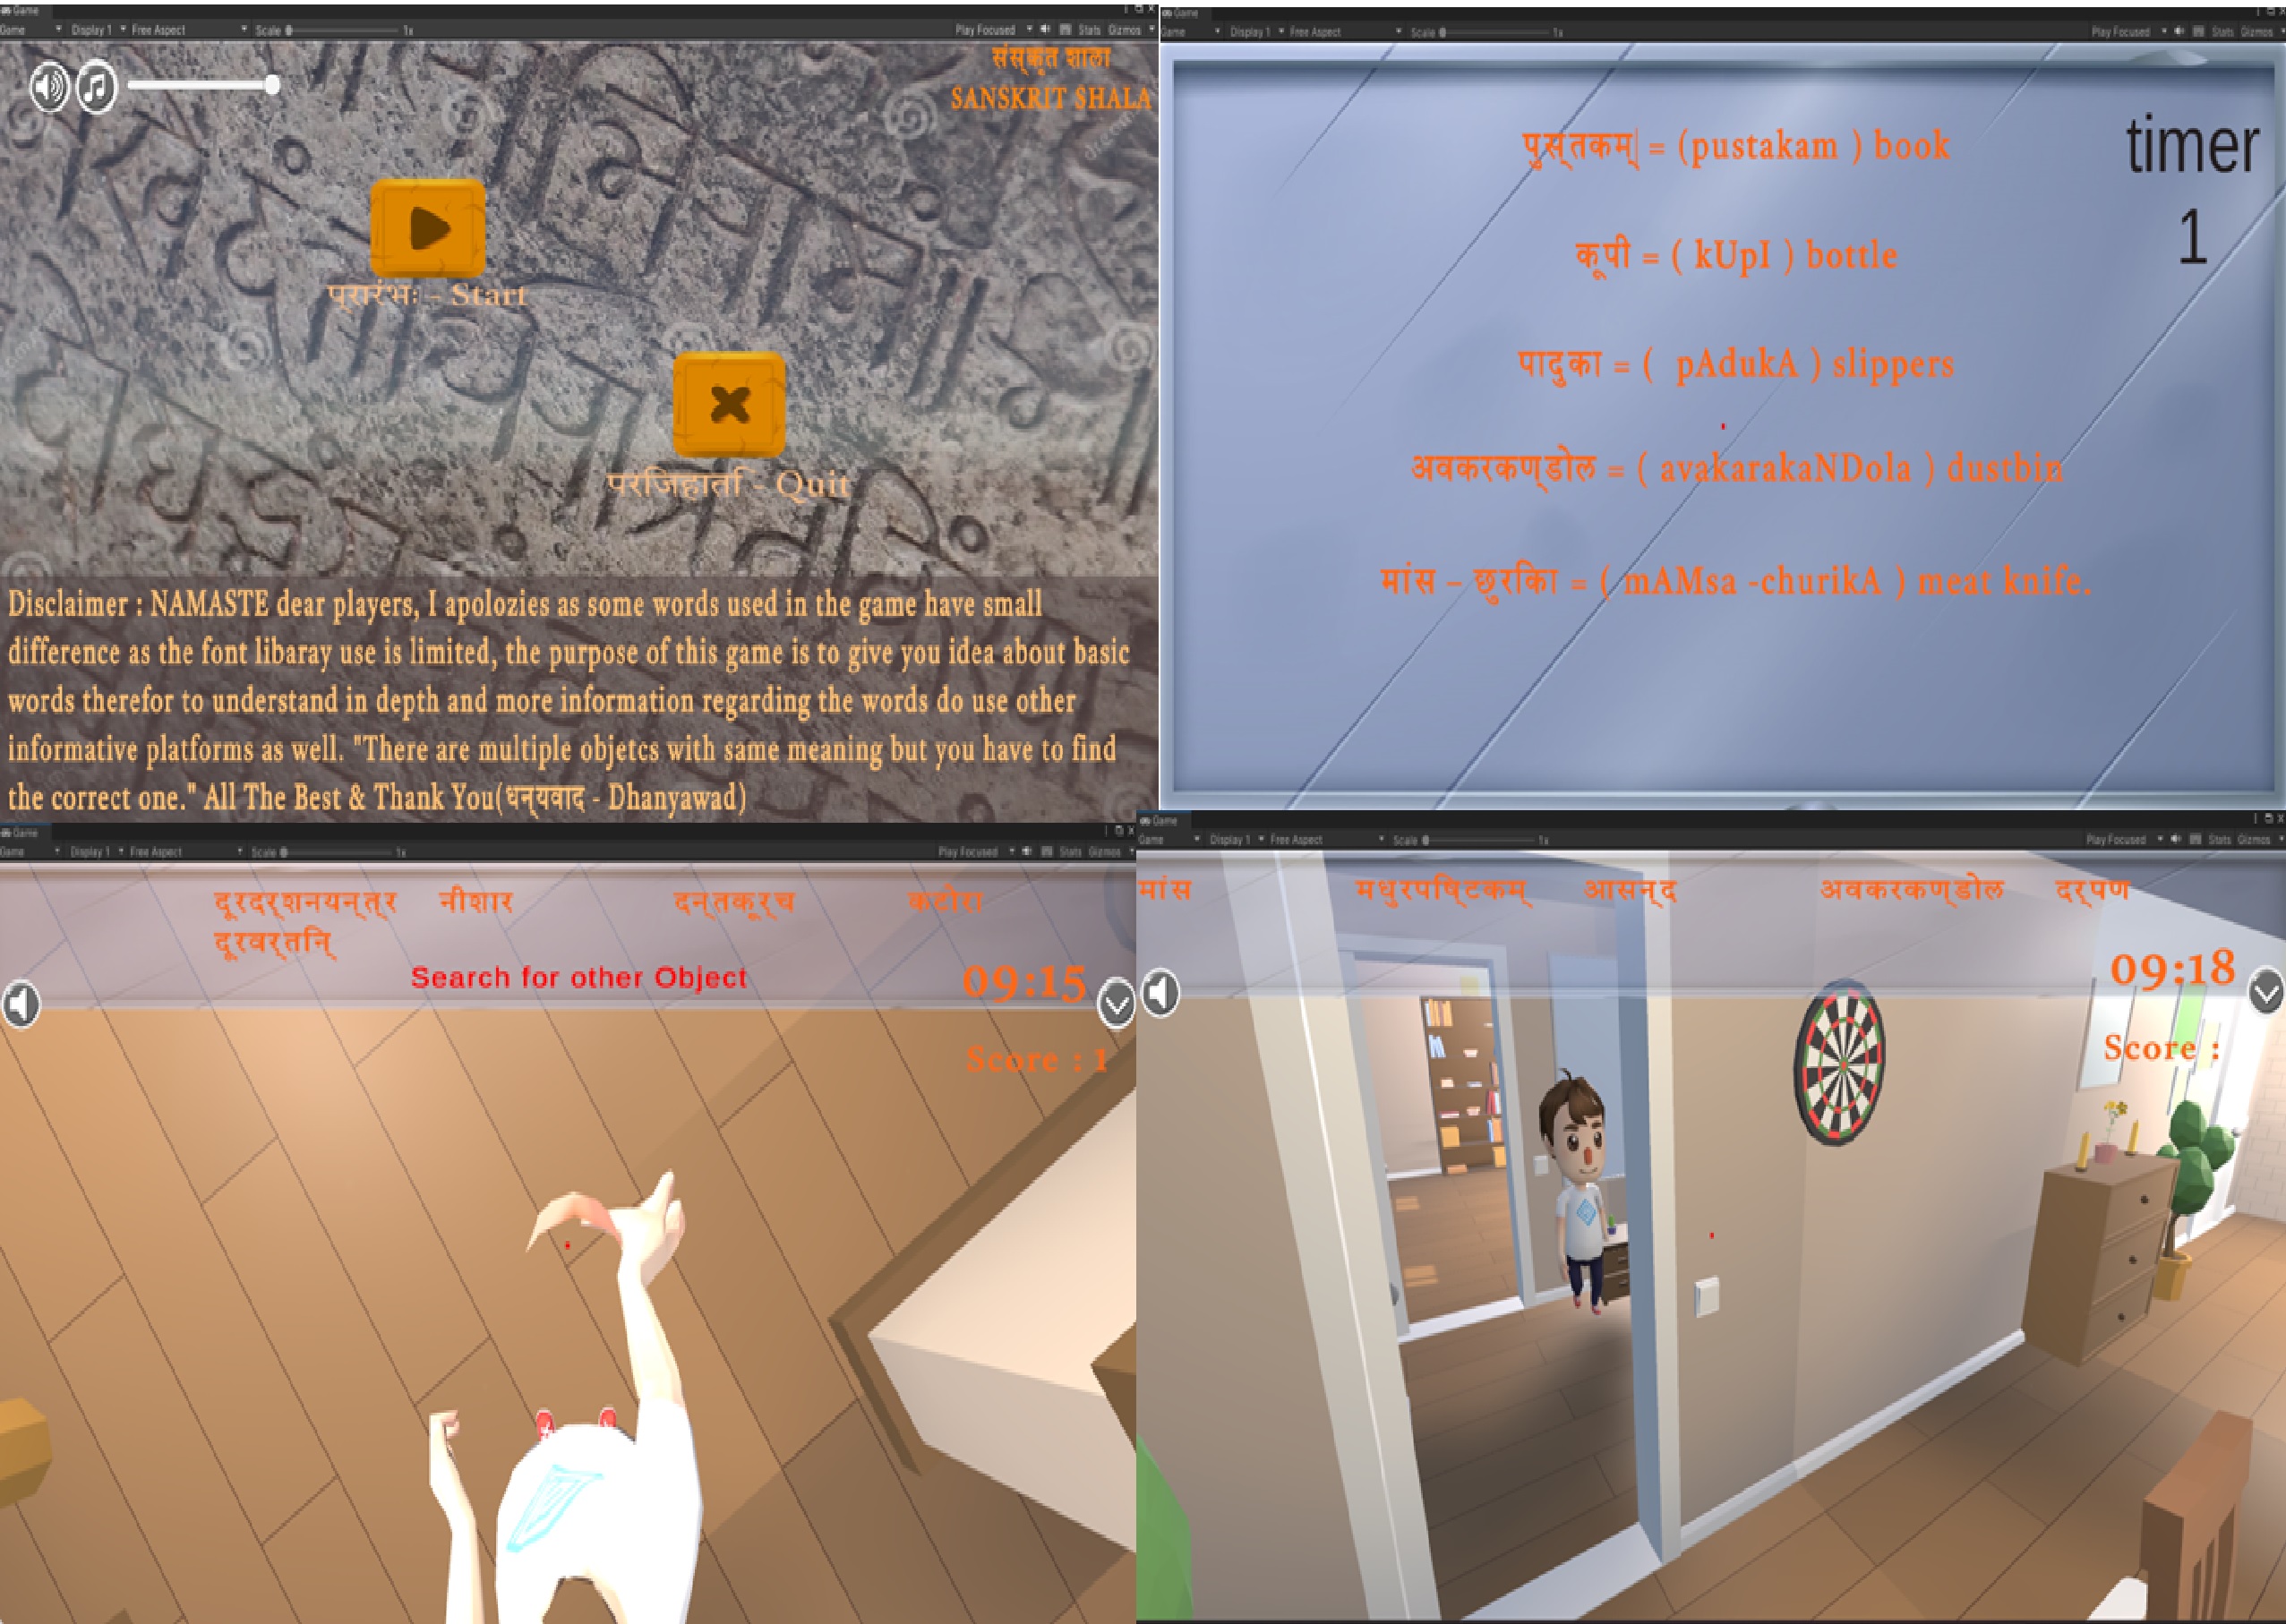 Game
Game Display 1 Free Aspect Scale 1x Play Focused Stats Gizmos
संस्कृत शाला
SANSKRIT SHALA
प्रारंभः - Start
- Quit
Disclaimer : NAMASTE dear players, I apolozies as some words used in the game have small
difference as the font libaray use is limited, the purpose of this game is to give you idea about basic
words therefor to understand in depth and more information regarding the words do use other
informative platforms as well. "There are multiple objetcs with same meaning but you have to find
the correct one." All The Best & Thank You(धन्यवाद - Dhanyawad)
Game
Game Display 1 Free Aspect Scale 1x Play Focused Stats Gizmos
timer
1
पुस्तकम् = (pustakam ) book
कूपी = ( kUpI ) bottle
पादुका = ( pAdukA ) slippers
अवकरकण्डोल = ( avakarakaNDola ) dustbin
मांस – छुरकिा = ( mAMsa -churikA ) meat knife.
Game
Game Display 1 Free Aspect Scale 1x Play Focused Stats Gizmos
दूरदर्शनयन्त्र नीशार दन्तकूर्च कटोरा
दूरवर्तनि्
Search for other Object
09:15
Score : 1
Game
Game Display 1 Free Aspect Scale 1x Play Focused Stats Gizmos
मांस मधुरपषि्टकम् आसन्द अवकरकण्डोल दर्पण
09:18
Score :